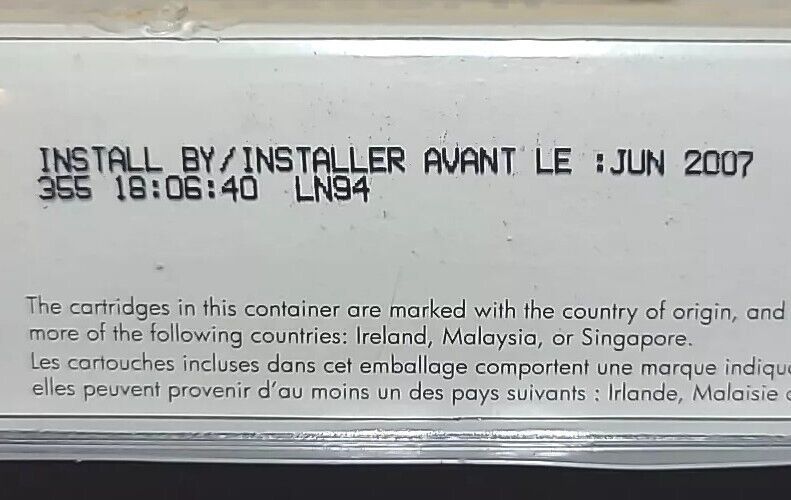 INSTALL BY/INSTALLER AVANT LE :JUN 2007
355 18:06:40 LN94
The cartridges in this container are marked with the country of origin, and
more of the following countries: Ireland, Malaysia, or Singapore.
Les cartouches incluses dans cet emballage comportent une marque
elles peuvent provenir d'au moins un des pays suivants : Irlande, Malaisie